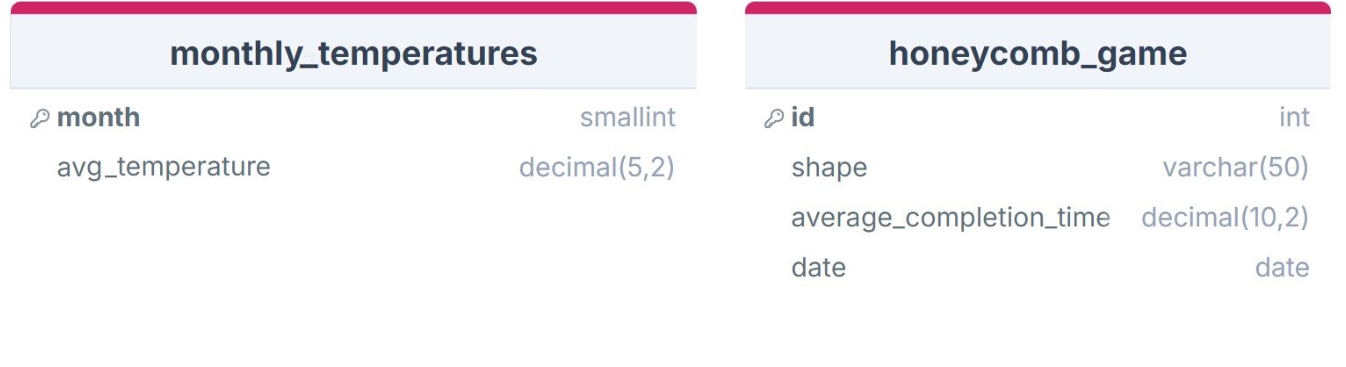 monthly_temperatures
month smallint
avg_temperature decimal(5,2)
honeycomb_game
id int
shape varchar(50)
average_completion_time decimal(10,2)
date date